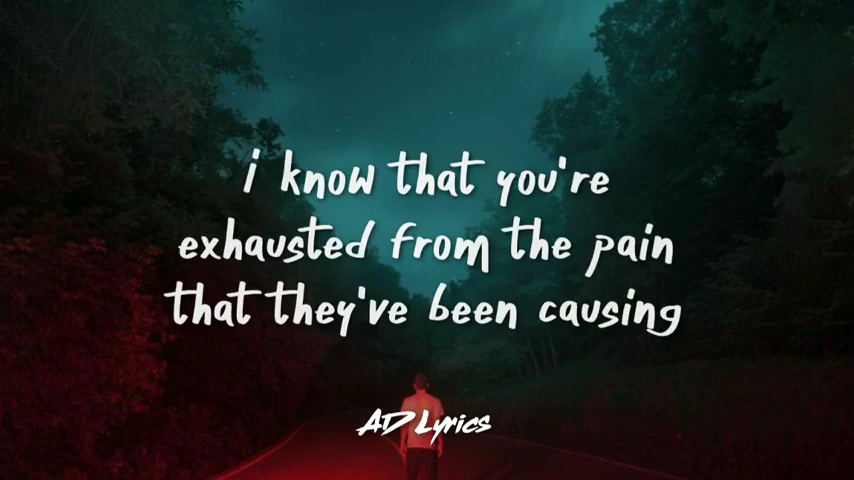 i know that you're
exhausted from the pain
that they've been causing
AD Lyrics